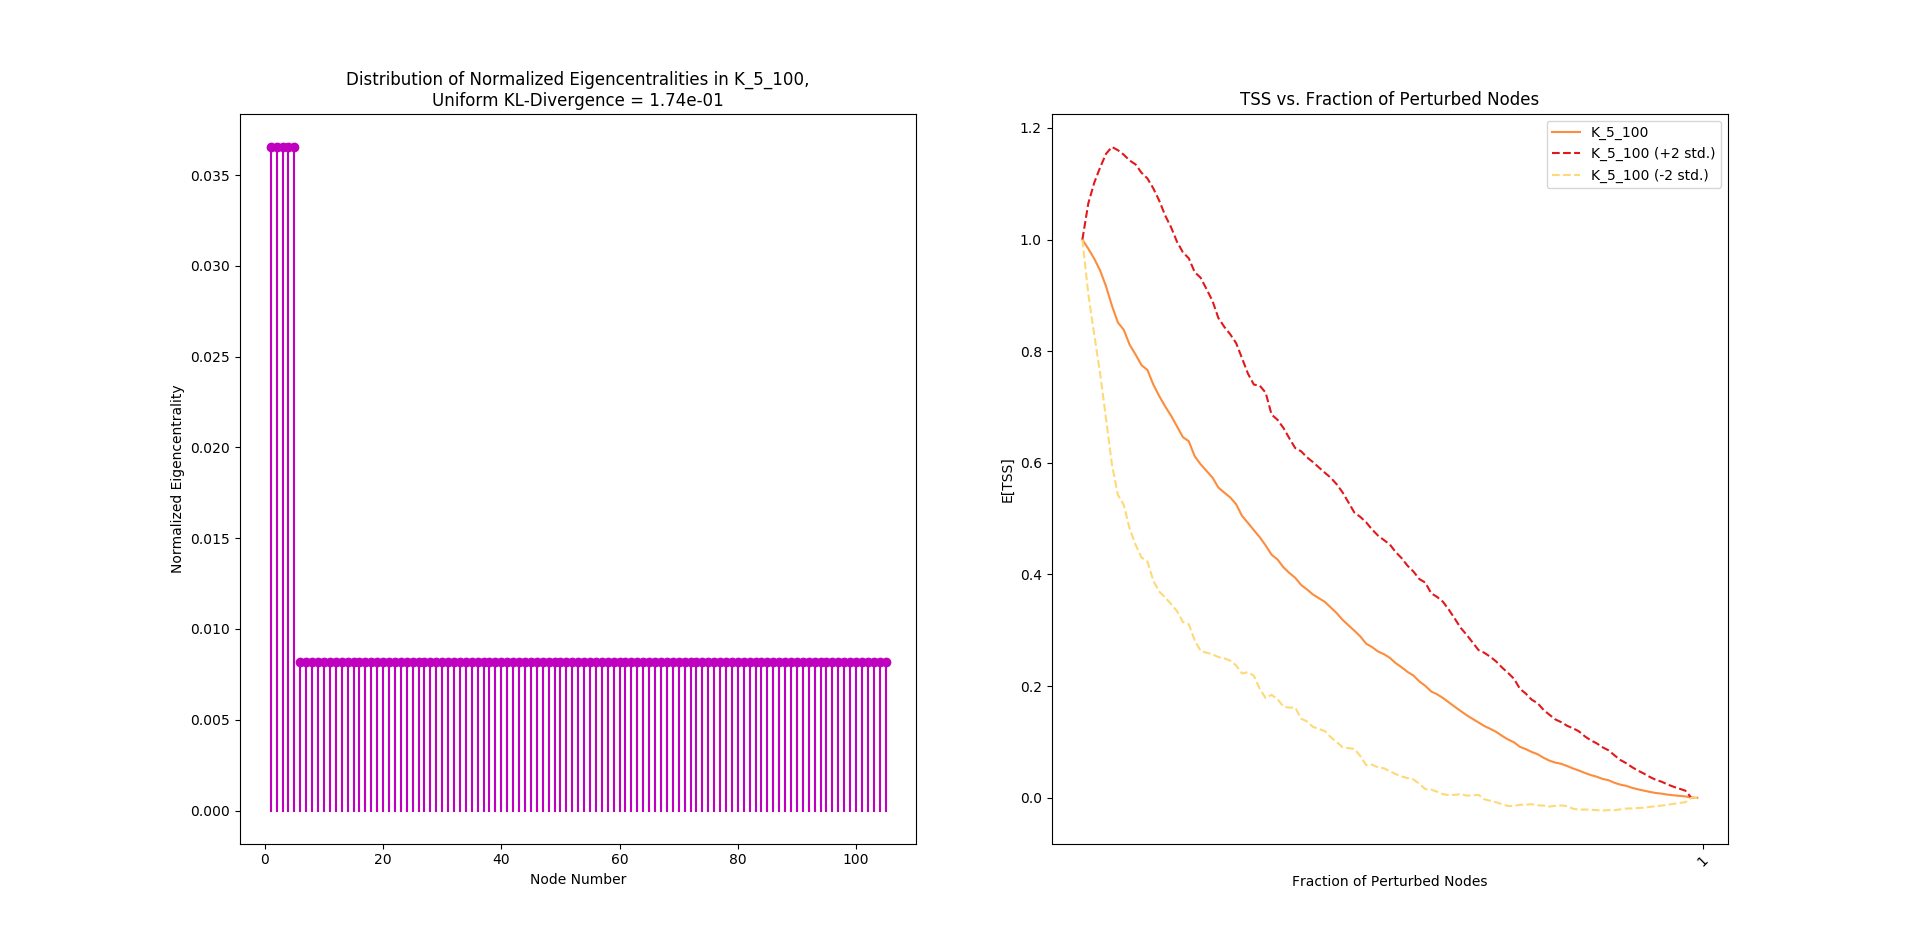 Distribution of Normalized Eigencentralities in K_5_100,
Uniform KL-Divergence = 1.74e-01
Normalized Eigencentrality
0.035
0.030
0.025
0.020
0.015
0.010
0.005
0.000
0 20 40 60 80 100
Node Number
TSS vs. Fraction of Perturbed Nodes
K_5_100
K_5_100 (+2 std.)
K_5_100 (-2 std.)
E[TSS]
1.2
1.0
0.8
0.6
0.4
0.2
0.0
1
Fraction of Perturbed Nodes